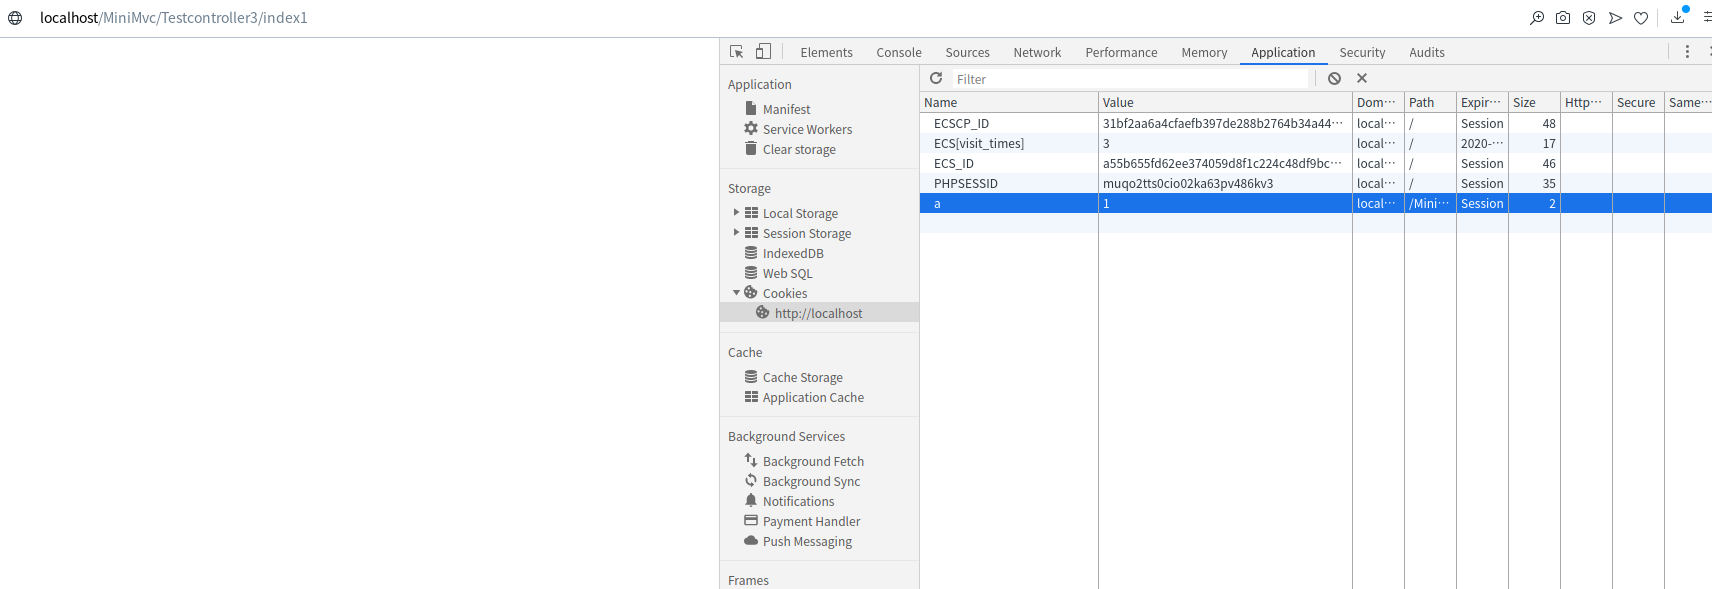 localhost/MiniMvc/Testcontroller3/index1
Elements Console Sources Network Performance Memory Application Security Audits
Application
Manifest
Service Workers
Clear storage
Storage
Local Storage
Session Storage
IndexedDB
Web SQL
Cookies
http://localhost
Cache
Cache Storage
Application Cache
Background Services
Background Fetch
Background Sync
Notifications
Payment Handler
Push Messaging
Frames
Filter
Name Value Dom… Path Expir… Size Http… Secure Same…
ECSCP_ID 31bf2aa6a4cfaefb397de288b2764b34a44… local… / Session 48
ECS[visit_times] 3 local… / 2020-… 17
ECS_ID a55b655fd62ee374059d8f1c224c48df9bc… local… / Session 46
PHPSESSID muqo2tts0cio02ka63pv486kv3 local… / Session 35
a 1 local… /Mini… Session 2